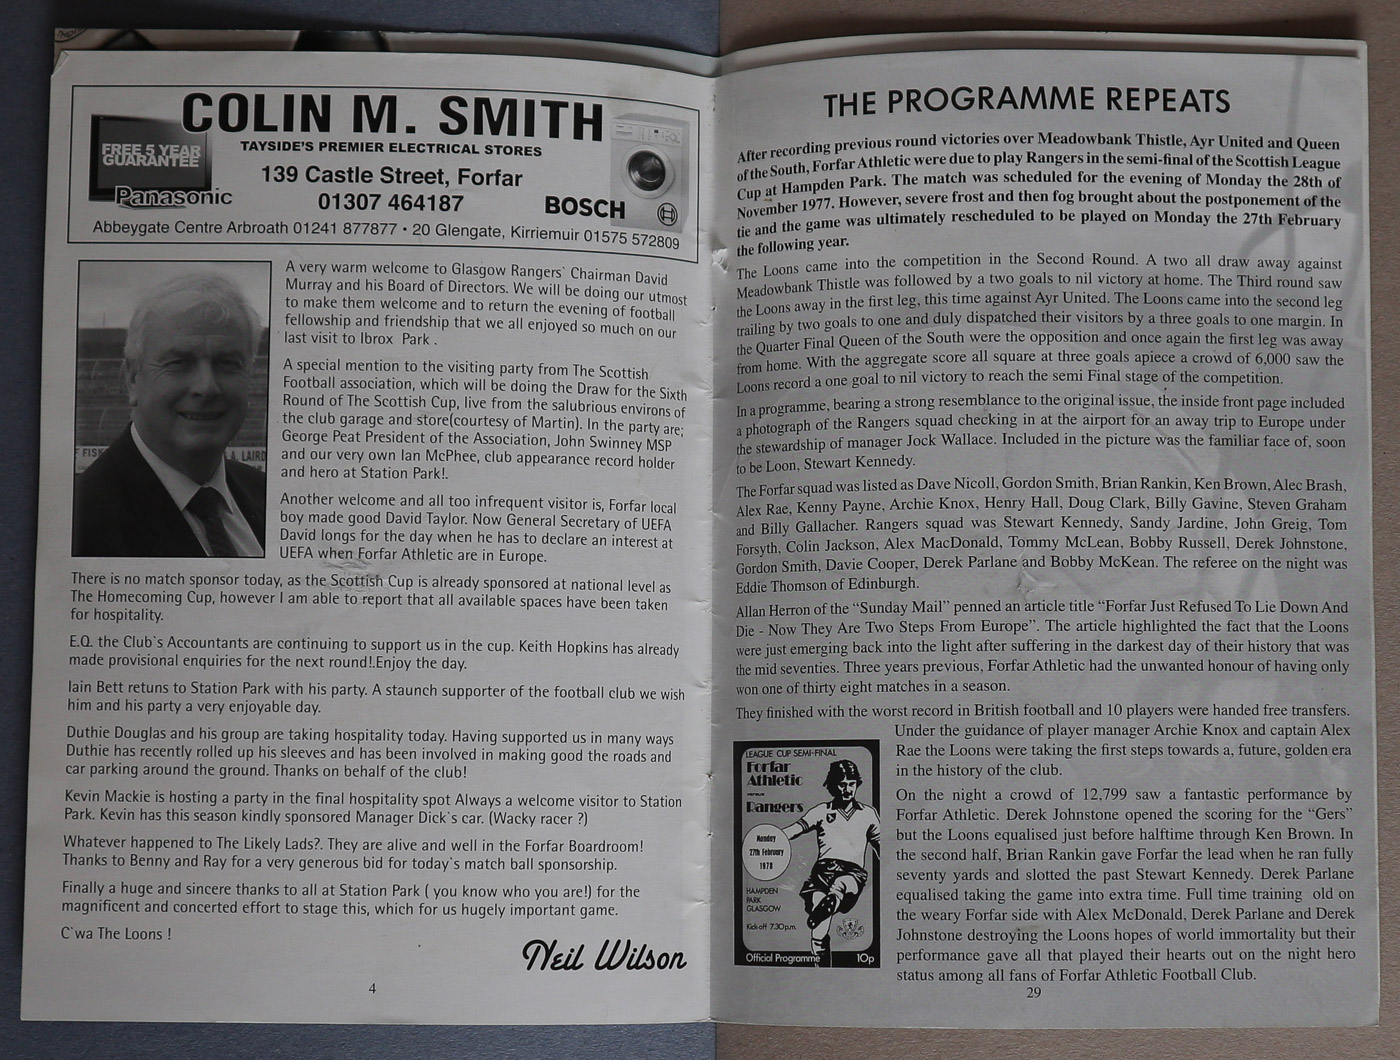 COLIN M. SMITH
FREE 5 YEAR
GUARANTEE
TAYSIDE'S PREMIER ELECTRICAL STORES
139 Castle Street, Forfar
Panasonic
01307 464187
BOSCH
Abbeygate Centre Arbroath 01241 877877 • 20 Glengate, Kirriemuir 01575 572809
A very warm welcome to Glasgow Rangers` Chairman David
Murray and his Board of Directors. We will be doing our utmost
to make them welcome and to return the evening of football
fellowship and friendship that we all enjoyed so much on our
last visit to Ibrox Park .
A special mention to the visiting party from The Scottish
Football association, which will be doing the Draw for the Sixth
Round of The Scottish Cup, live from the salubrious environs of
the club garage and store(courtesy of Martin). In the party are;
George Peat President of the Association, John Swinney MSP
and our very own Ian McPhee, club appearance record holder
and hero at Station Park!.
Another welcome and all too infrequent visitor is, Forfar local
boy made good David Taylor. Now General Secretary of UEFA
David longs for the day when he has to declare an interest at
UEFA when Forfar Athletic are in Europe.
F FISK
A. LAIRD
There is no match sponsor today, as the Scottish Cup is already sponsored at national level as
The Homecoming Cup, however I am able to report that all available spaces have been taken
for hospitality.
E.Q. the Club`s Accountants are continuing to support us in the cup. Keith Hopkins has already
made provisional enquiries for the next round!.Enjoy the day.
Iain Bett retuns to Station Park with his party. A staunch supporter of the football club we wish
him and his party a very enjoyable day.
Duthie Douglas and his group are taking hospitality today. Having supported us in many ways
Duthie has recently rolled up his sleeves and has been involved in making good the roads and
car parking around the ground. Thanks on behalf of the club!
Kevin Mackie is hosting a party in the final hospitality spot Always a welcome visitor to Station
Park. Kevin has this season kindly sponsored Manager Dick`s car. (Wacky racer ?)
Whatever happened to The Likely Lads?. They are alive and well in the Forfar Boardroom!
Thanks to Benny and Ray for a very generous bid for today`s match ball sponsorship.
Finally a huge and sincere thanks to all at Station Park ( you know who you are!) for the
magnificent and concerted effort to stage this, which for us hugely important game.
C`wa The Loons !
Neil Wilson
4
THE PROGRAMME REPEATS
After recording previous round victories over Meadowbank Thistle, Ayr United and Queen
of the South, Forfar Athletic were due to play Rangers in the semi-final of the Scottish League
Cup at Hampden Park. The match was scheduled for the evening of Monday the 28th of
November 1977. However, severe frost and then fog brought about the postponement of the
tie and the game was ultimately rescheduled to be played on Monday the 27th February
the following year.
The Loons came into the competition in the Second Round. A two all draw away against
Meadowbank Thistle was followed by a two goals to nil victory at home. The Third round saw
the Loons away in the first leg, this time against Ayr United. The Loons came into the second leg
trailing by two goals to one and duly dispatched their visitors by a three goals to one margin. In
the Quarter Final Queen of the South were the opposition and once again the first leg was away
from home. With the aggregate score all square at three goals apiece a crowd of 6,000 saw the
Loons record a one goal to nil victory to reach the semi Final stage of the competition.
In a programme, bearing a strong resemblance to the original issue, the inside front page included
a photograph of the Rangers squad checking in at the airport for an away trip to Europe under
the stewardship of manager Jock Wallace. Included in the picture was the familiar face of, soon
to be Loon, Stewart Kennedy.
The Forfar squad was listed as Dave Nicoll, Gordon Smith, Brian Rankin, Ken Brown, Alec Brash,
Alex Rae, Kenny Payne, Archie Knox, Henry Hall, Doug Clark, Billy Gavine, Steven Graham
and Billy Gallacher. Rangers squad was Stewart Kennedy, Sandy Jardine, John Greig, Tom
Forsyth, Colin Jackson, Alex MacDonald, Tommy McLean, Bobby Russell, Derek Johnstone,
Gordon Smith, Davie Cooper, Derek Parlane and Bobby McKean. The referee on the night was
Eddie Thomson of Edinburgh.
Allan Herron of the “Sunday Mail” penned an article title “Forfar Just Refused To Lie Down And
Die - Now They Are Two Steps From Europe”. The article highlighted the fact that the Loons
were just emerging back into the light after suffering in the darkest day of their history that was
the mid seventies. Three years previous, Forfar Athletic had the unwanted honour of having only
won one of thirty eight matches in a season.
They finished with the worst record in British football and 10 players were handed free transfers.
Under the guidance of player manager Archie Knox and captain Alex
Rae the Loons were taking the first steps towards a, future, golden era
in the history of the club.
On the night a crowd of 12,799 saw a fantastic performance by
Forfar Athletic. Derek Johnstone opened the scoring for the “Gers”
but the Loons equalised just before halftime through Ken Brown. In
the second half, Brian Rankin gave Forfar the lead when he ran fully
seventy yards and slotted the past Stewart Kennedy. Derek Parlane
equalised taking the game into extra time. Full time training old on
the weary Forfar side with Alex McDonald, Derek Parlane and Derek
Johnstone destroying the Loons hopes of world immortality but their
performance gave all that played their hearts out on the night hero
status among all fans of Forfar Athletic Football Club.
LEAGUE CUP SEMI-FINAL
Forfar
Athletic
versus
Rangers
Monday
27th February
1978
HAMPDEN
PARK
GLASGOW
Kick-off 7.30p.m.
Official Programme 10p
29